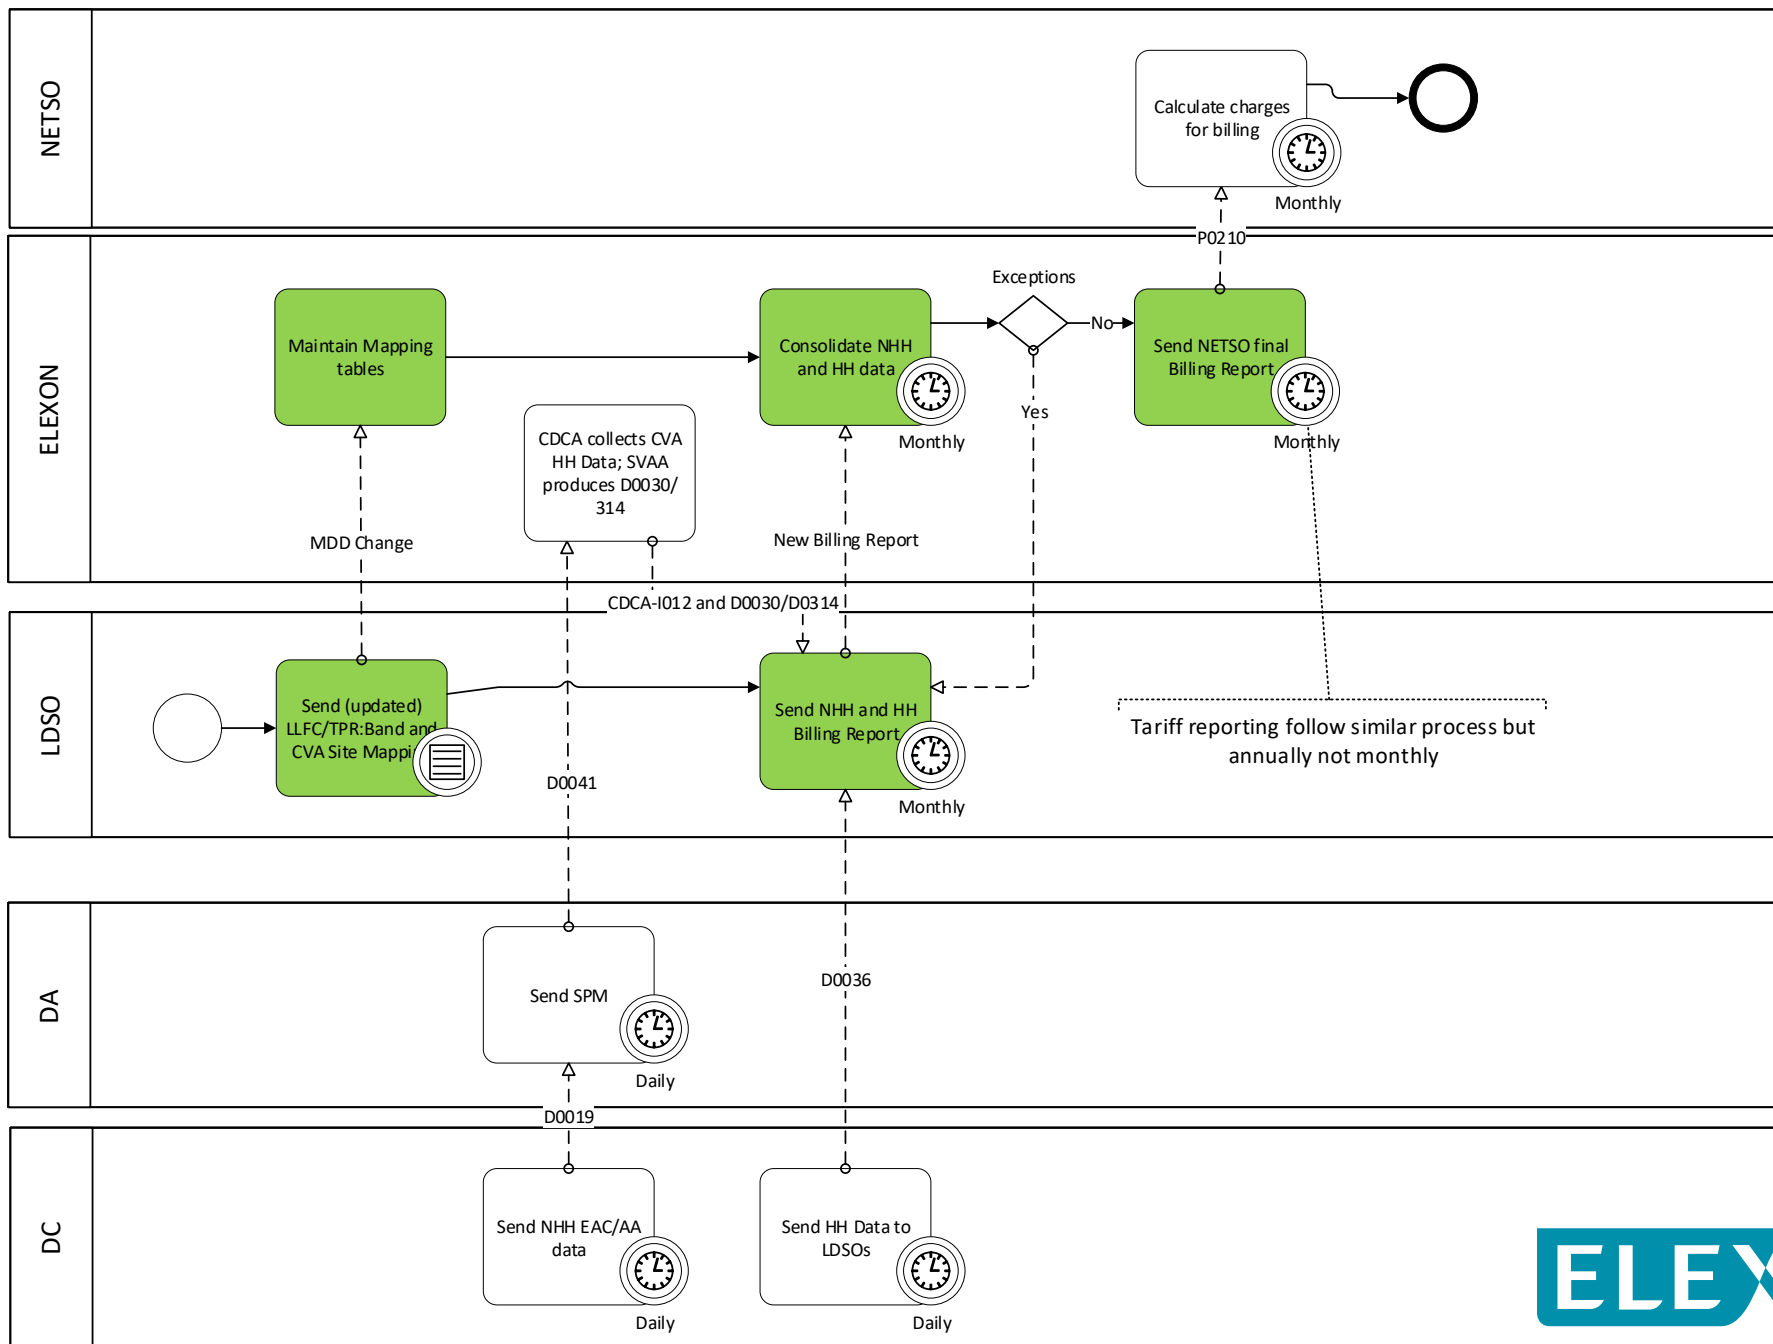 NETSO
Calculate charges
for billing
Monthly
P0210
ELEXON
Exceptions
Maintain Mapping
tables
Consolidate NHH
and HH data
No
Send NETSO final
Billing Report
Yes
Monthly
Monthly
CDCA collects CVA
HH Data; SVAA
produces D0030/
314
MDD Change
New Billing Report
CDCA-I012 and D0030/D0314
LDSO
Send (updated)
LLFC/TPR:Band and
CVA Site Mappi
Send NHH and HH
Billing Report
Monthly
Tariff reporting follow similar process but
annually not monthly
D0041
DA
D0036
Send SPM
Daily
D0019
DC
Send NHH EAC/AA
data
Daily
Send HH Data to
LDSOs
Daily
ELEX